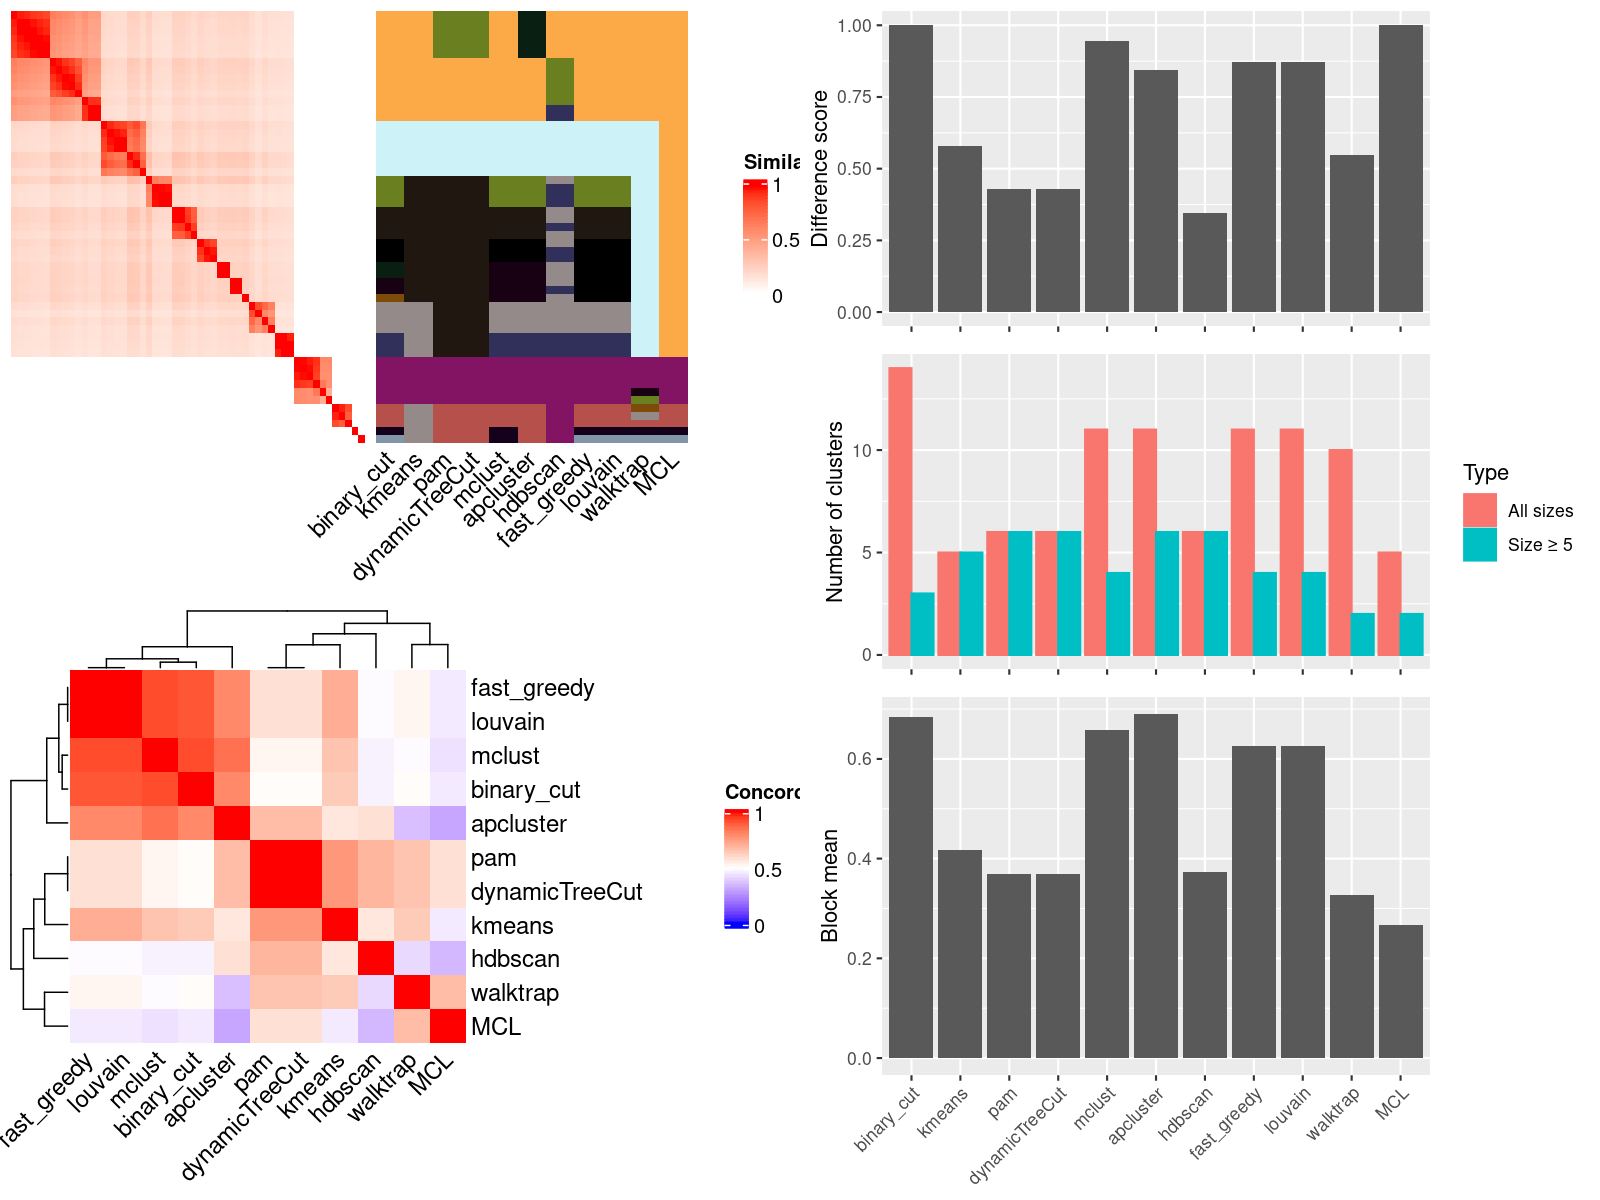 Simila
1
0.5
0
binary_cut
kmeans
pam
dynamicTreeCut
mclust
apcluster
hdbscan
fast_greedy
louvain
walktrap
MCL
Difference score
1.00
0.75
0.50
0.25
0.00
Number of clusters
10
5
0
Type
All sizes
Size ≥ 5
fast_greedy
louvain
mclust
binary_cut
apcluster
pam
dynamicTreeCut
kmeans
hdbscan
walktrap
MCL
fast_greedy
louvain
mclust
binary_cut
apcluster
pam
dynamicTreeCut
kmeans
hdbscan
walktrap
MCL
Concord
1
0.5
0
Block mean
0.6
0.4
0.2
0.0
binary_cut
kmeans
pam
dynamicTreeCut
mclust
apcluster
hdbscan
fast_greedy
louvain
walktrap
MCL